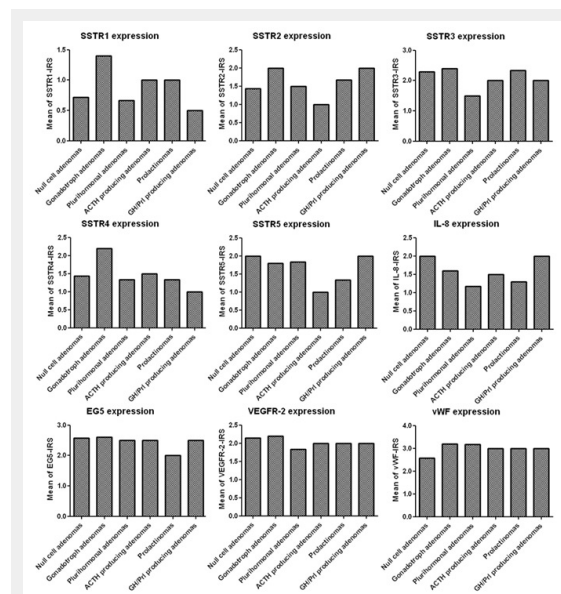 SSTR1 expression
Mean of SSTR1-IRS
1.5
1.0
0.5
0.0
Null cell adenomas
Gonadotroph adenomas
Plurihormonal adenomas
ACTH producing adenomas
Prolactinomas
GH/Prl producing adenomas
SSTR2 expression
Mean of SSTR2-IRS
2.5
2.0
1.5
1.0
0.5
0.0
Null cell adenomas
Gonadotroph adenomas
Plurihormonal adenomas
ACTH producing adenomas
Prolactinomas
GH/Prl producing adenomas
SSTR3 expression
Mean of SSTR3-IRS
3.0
2.0
1.0
0.0
Null cell adenomas
Gonadotroph adenomas
Plurihormonal adenomas
ACTH producing adenomas
Prolactinomas
GH/Prl producing adenomas
SSTR4 expression
Mean of SSTR4-IRS
2.5
2.0
1.5
1.0
0.5
0.0
Null cell adenomas
Gonadotroph adenomas
Plurihormonal adenomas
ACTH producing adenomas
Prolactinomas
GH/Prl producing adenomas
SSTR5 expression
Mean of SSTR5-IRS
2.5
2.0
1.5
1.0
0.5
0.0
Null cell adenomas
Gonadotroph adenomas
Plurihormonal adenomas
ACTH producing adenomas
Prolactinomas
GH/Prl producing adenomas
IL-8 expression
Mean of IL-8-IRS
2.5
2.0
1.5
1.0
0.5
0.0
Null cell adenomas
Gonadotroph adenomas
Plurihormonal adenomas
ACTH producing adenomas
Prolactinomas
GH/Prl producing adenomas
EG5 expression
Mean of EG5-IRS
3.0
2.0
1.0
0.0
Null cell adenomas
Gonadotroph adenomas
Plurihormonal adenomas
ACTH producing adenomas
Prolactinomas
GH/Prl producing adenomas
VEGFR-2 expression
Mean of VEGFR-2-IRS
2.5
2.0
1.5
1.0
0.5
0.0
Null cell adenomas
Gonadotroph adenomas
Plurihormonal adenomas
ACTH producing adenomas
Prolactinomas
GH/Prl producing adenomas
vWF expression
Mean of vWF-IRS
4.0
3.0
2.0
1.0
0.0
Null cell adenomas
Gonadotroph adenomas
Plurihormonal adenomas
ACTH producing adenomas
Prolactinomas
GH/Prl producing adenomas